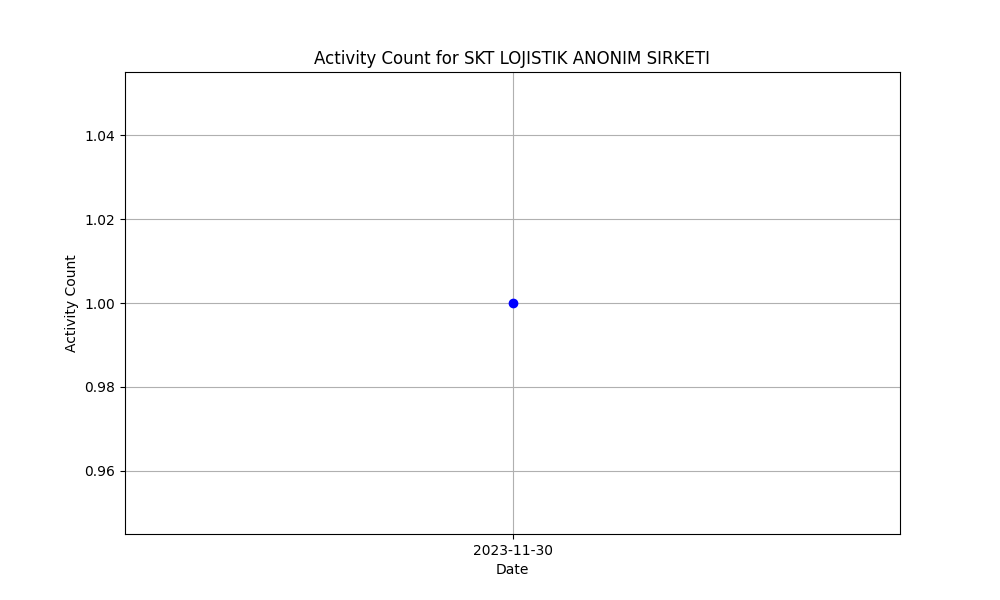 Activity Count for SKT LOJISTIK ANONIM SIRKETI
1.04
1.02
1.00
0.98
0.96
Activity Count
2023-11-30
Date